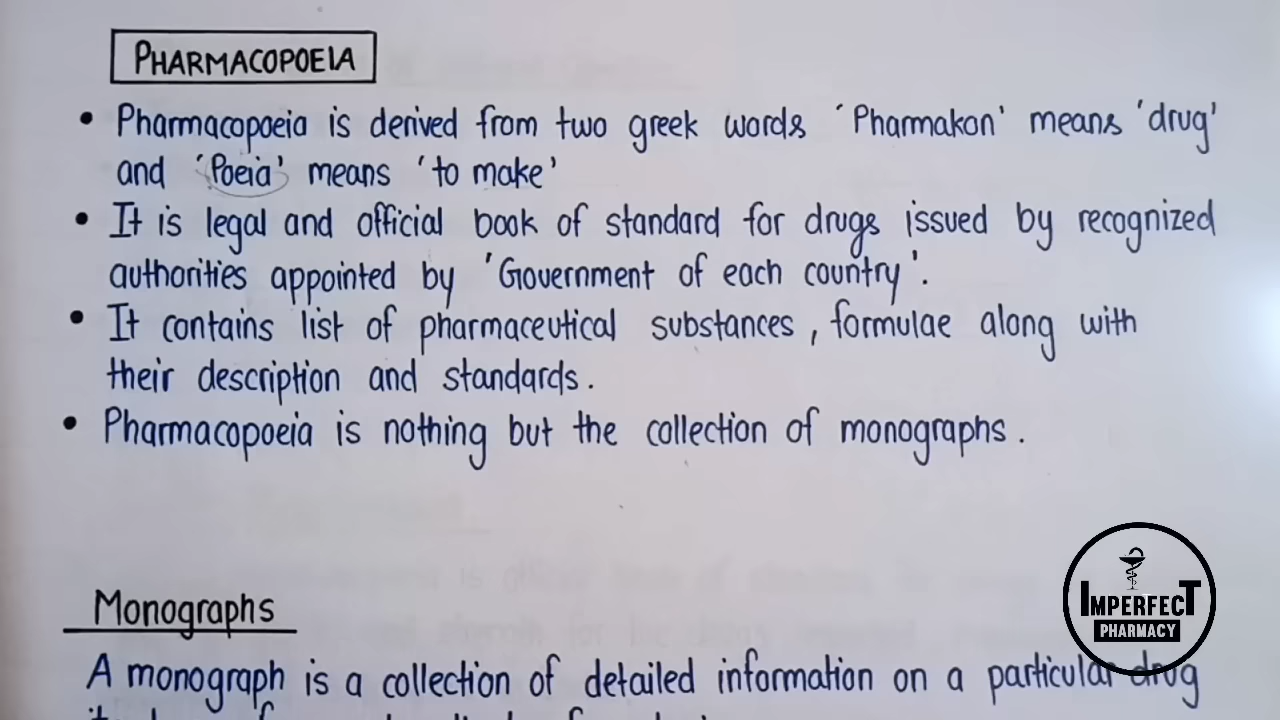 PHARMACOPOEIA
• Pharmacopoeia is derived from two greek words 'Pharmakon' means 'drug'
and 'Poeia' means 'to make'
• It is legal and official book of standard for drugs issued by recognized
authorities appointed by 'Government of each country'.
• It contains list of pharmaceutical substances, formulae along with
their description and standards.
• Pharmacopoeia is nothing but the collection of monographs.
IMPERFECT
PHARMACY
Monographs
A monograph is a collection of detailed information on a particular drug